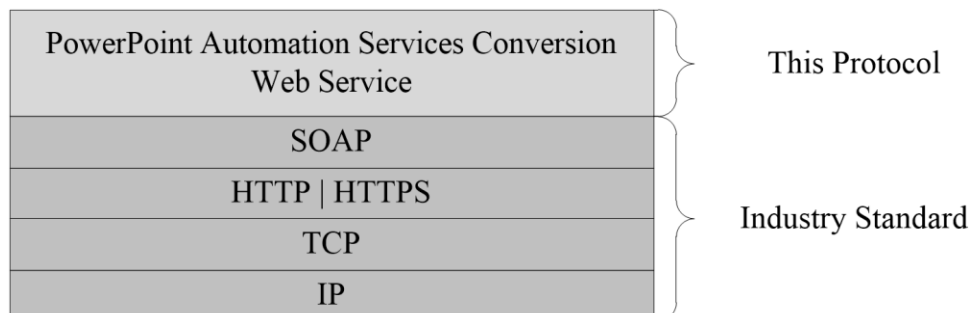 PowerPoint Automation Services Conversion
Web Service
This Protocol
SOAP
HTTP | HTTPS
TCP
IP
Industry Standard